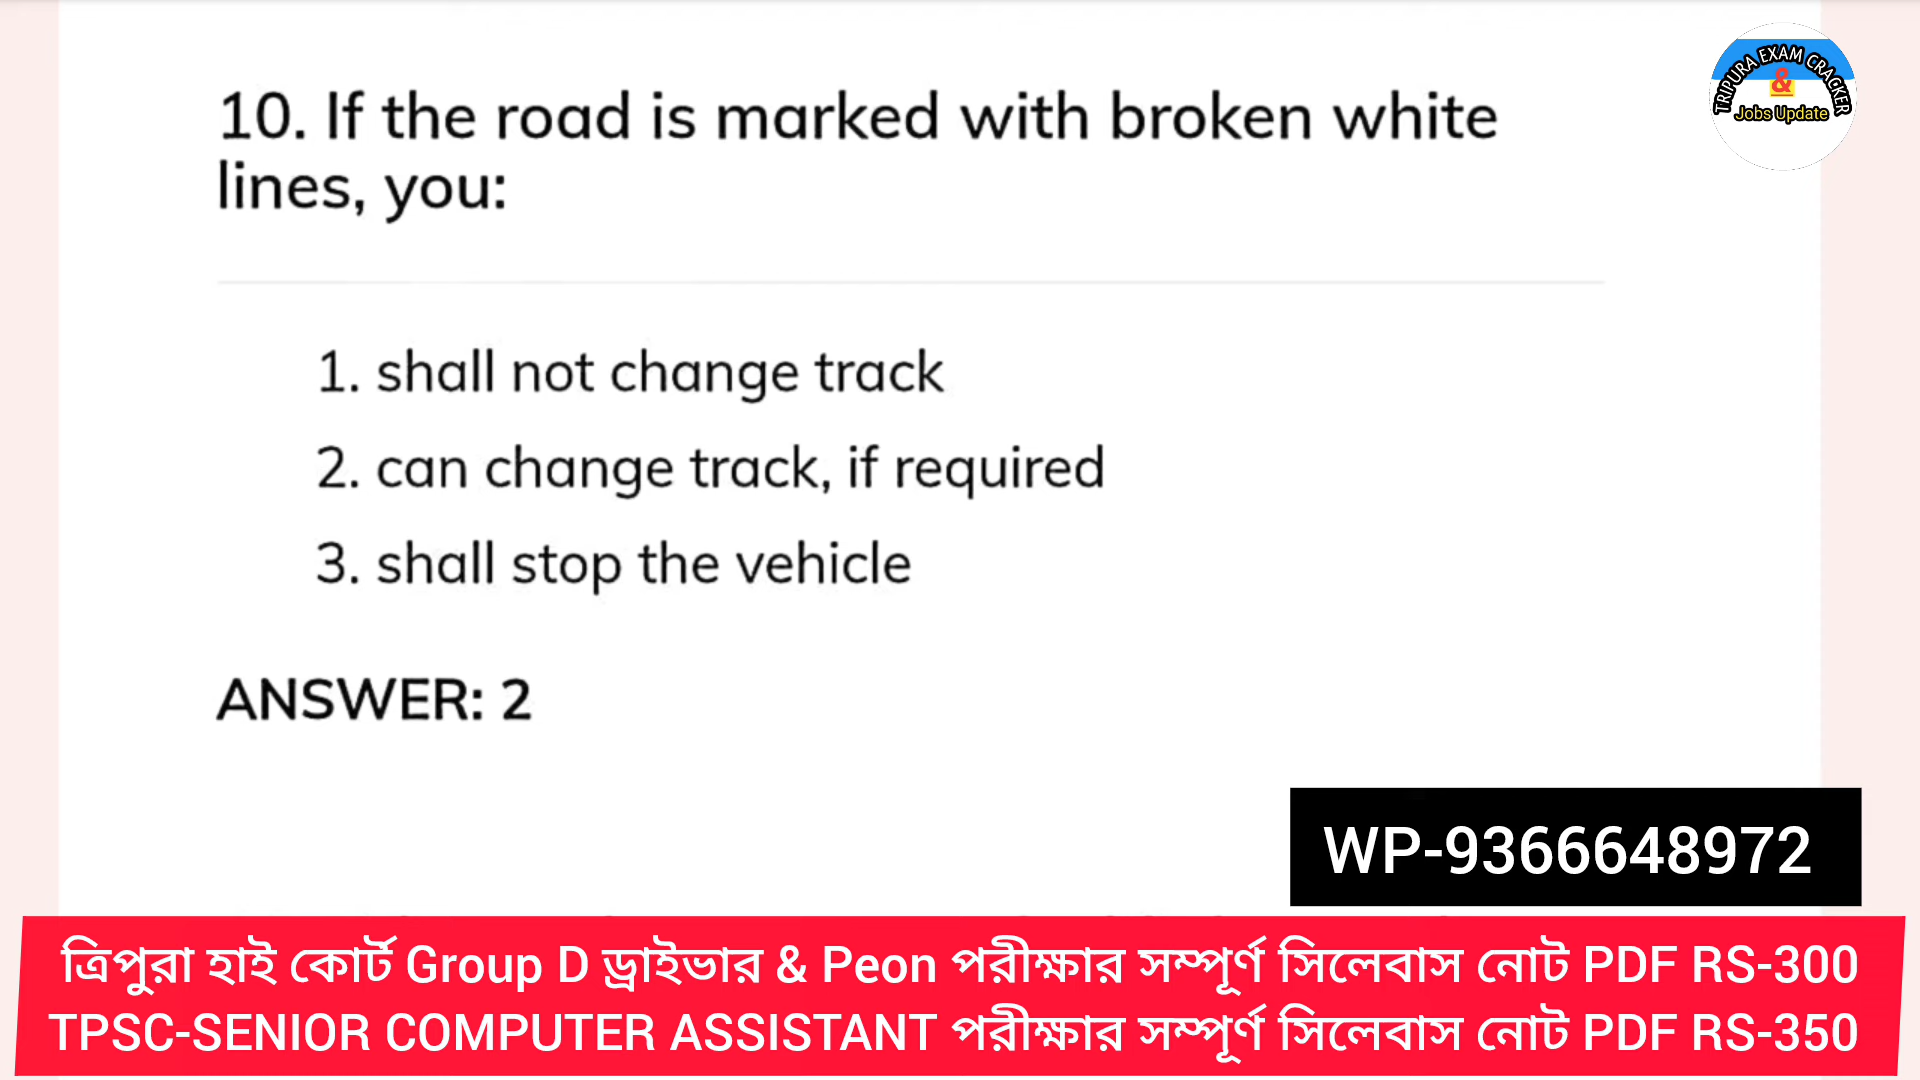 TRIPURA EXAM CRACKER
&
Jobs Update
10. If the road is marked with broken white
lines, you:
1. shall not change track
2. can change track, if required
3. shall stop the vehicle
ANSWER: 2
WP-9366648972
ত্রিপুরা হাই কোর্ট Group D ড্রাইভার & Peon পরীক্ষার সম্পূর্ণ সিলেবাস নোট PDF RS-300
TPSC-SENIOR COMPUTER ASSISTANT পরীক্ষার সম্পূর্ণ সিলেবাস নোট PDF RS-350